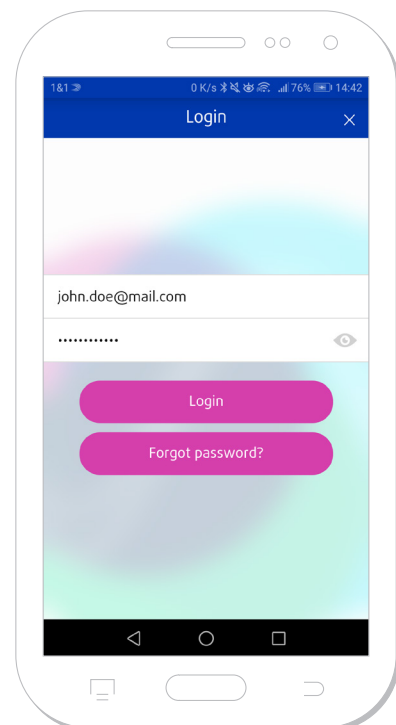 1&1 0 K/s 76% 14:42
Login
john.doe@mail.com
••••••••••••
Login
Forgot password?